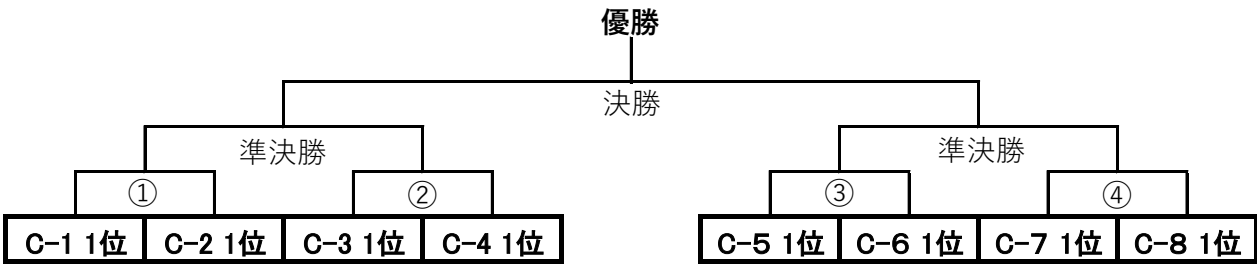 優勝
決勝
準決勝 準決勝
① ② ③ ④
C-1 1位 C-2 1位 C-3 1位 C-4 1位 C-5 1位 C-6 1位 C-7 1位 C-8 1位